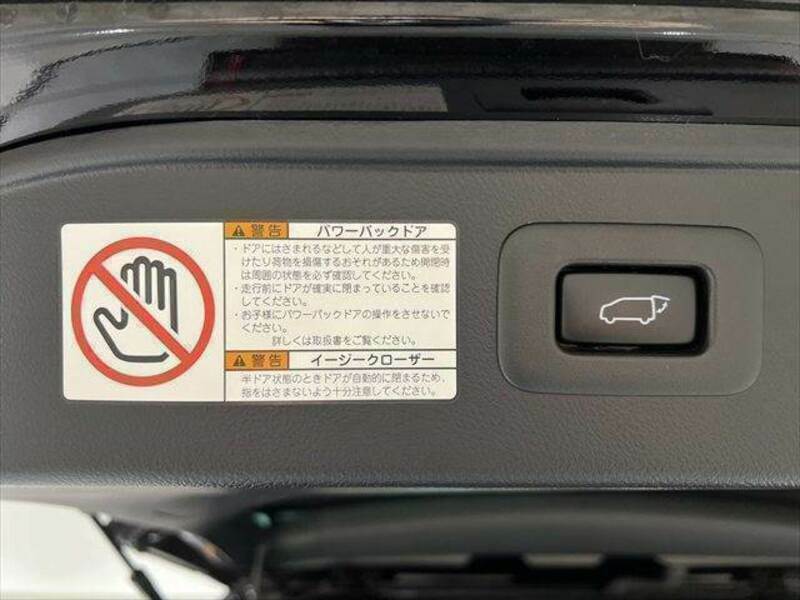 警告 パワーバックドア
・ドアにはさまれるなどして人が重大な傷害を受
けたり荷物を損傷するおそれがあるため開閉時
は周囲の状態を必ず確認してください。
・走行前にドアが確実に閉まっていることを確認
してください。
・お子様にパワーバックドアの操作をさせないで
ください。
詳しくは取扱書をご覧ください。
警告 イージークローザー
半ドア状態のときドアが自動的に閉まるため、
指をはさまないよう十分注意してください。